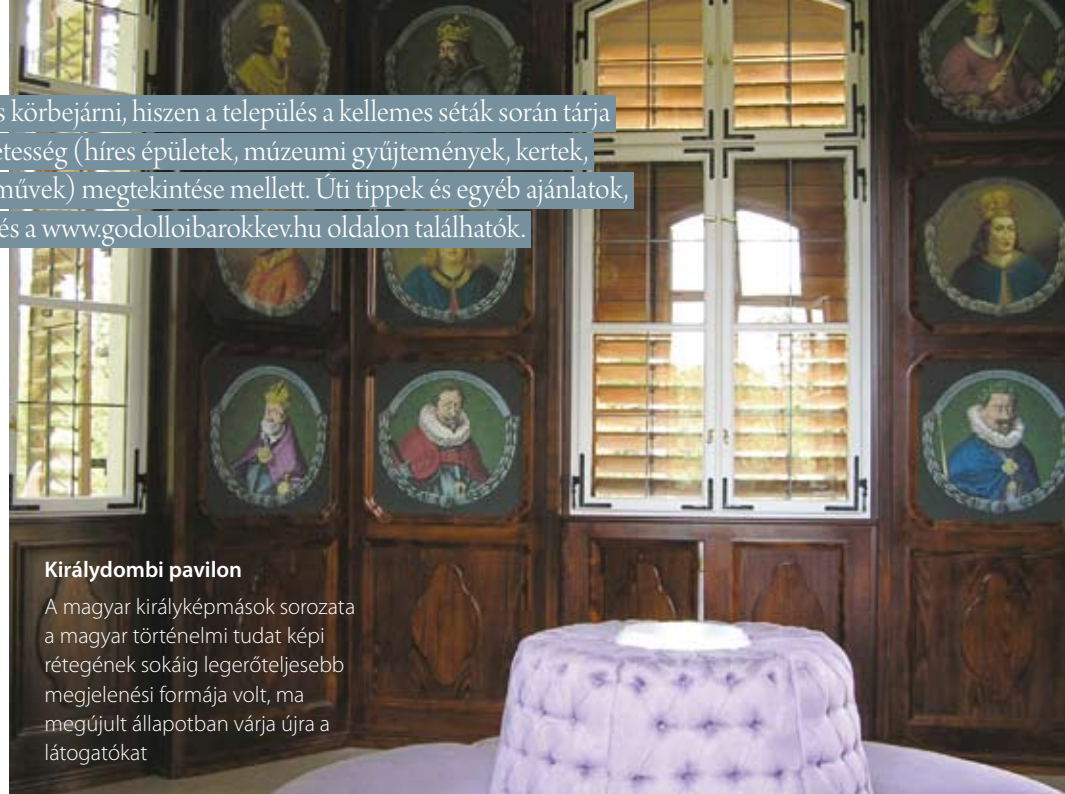 s körbejárni, hiszen a település a kellemes séták során tárja
etesség (híres épületek, múzeumi gyűjtemények, kertek,
művek) megtekintése mellett. Úti tippek és egyéb ajánlatok,
és a www.godolloibarokkev.hu oldalon találhatók.
Királydombi pavilon
A magyar királyképmások sorozata
a magyar történelmi tudat képi
rétegének sokáig legerőteljesebb
megjelenési formája volt, ma
megújult állapotban várja újra a
látogatókat